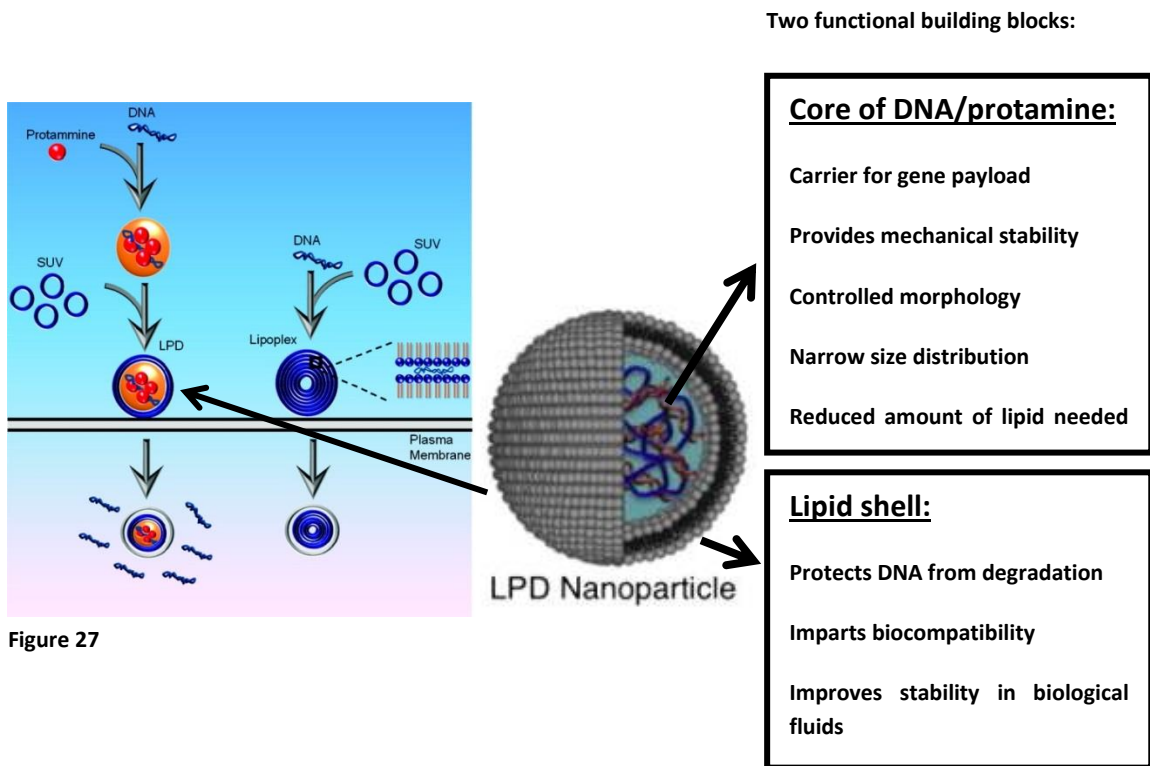 Two functional building blocks:
DNA
Protammine
SUV
LPD
DNA
SUV
Lipoplex
Plasma
Membrane
LPD Nanoparticle
Figure 27
Core of DNA/protamine:
Carrier for gene payload
Provides mechanical stability
Controlled morphology
Narrow size distribution
Reduced amount of lipid needed
Lipid shell:
Protects DNA from degradation
Imparts biocompatibility
Improves stability in biological
fluids